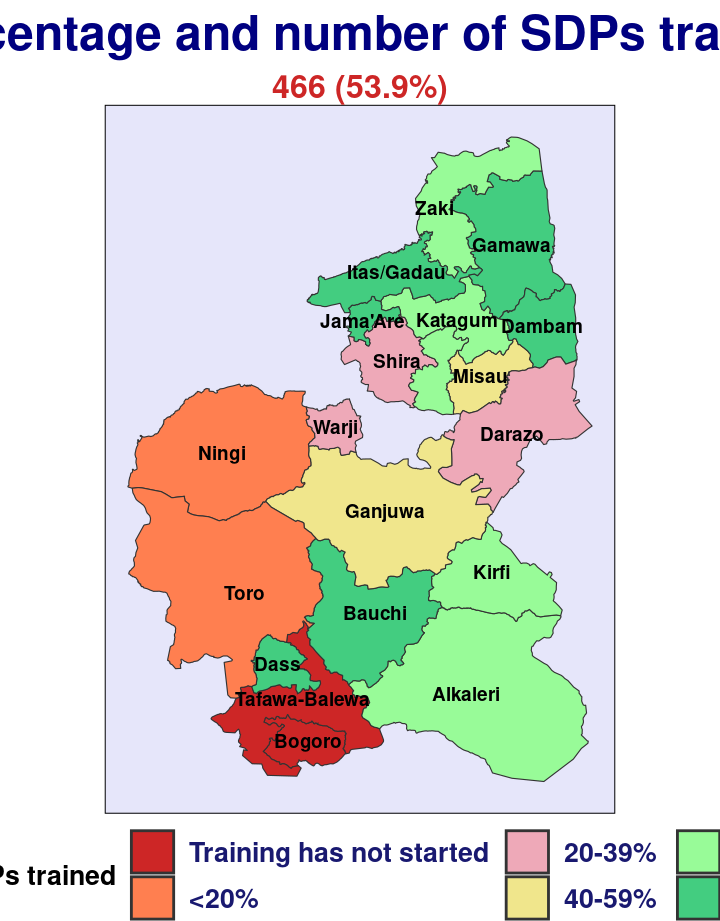 centage and number of SDPs tra
466 (53.9%)
Zaki
Gamawa
Itas/Gadau
Jama'Are
Katagum
Dambam
Shira
Misau
Warji
Darazo
Ningi
Ganjuwa
Kirfi
Toro
Bauchi
Dass
Alkaleri
Tafawa-Balewa
Bogoro
Ps trained
Training has not started
20-39%
<20%
40-59%